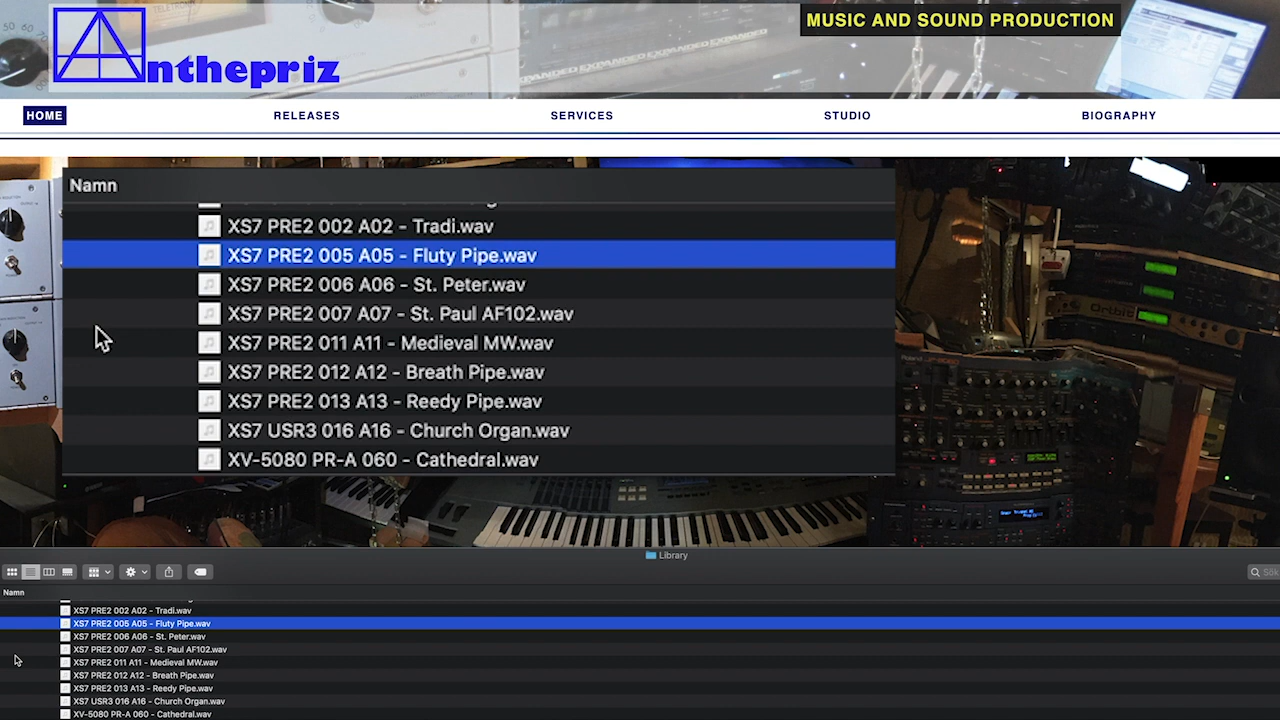 Anthepriz
MUSIC AND SOUND PRODUCTION
EXPANDED EXPANDED EXPANDED
HOME
RELEASES
SERVICES
STUDIO
BIOGRAPHY
Namn
XS7 PRE2 002 A02 - Tradi.wav
XS7 PRE2 005 A05 - Fluty Pipe.wav
XS7 PRE2 006 A06 - St. Peter.wav
XS7 PRE2 007 A07 - St. Paul AF102.wav
XS7 PRE2 011 A11 - Medieval MW.wav
XS7 PRE2 012 A12 - Breath Pipe.wav
XS7 PRE2 013 A13 - Reedy Pipe.wav
XS7 USR3 016 A16 - Church Organ.wav
XV-5080 PR-A 060 - Cathedral.wav
Orbit
Roland
Library
Sök
Namn
XS7 PRE2 002 A02 - Tradi.wav
XS7 PRE2 005 A05 - Fluty Pipe.wav
XS7 PRE2 006 A06 - St. Peter.wav
XS7 PRE2 007 A07 - St. Paul AF102.wav
XS7 PRE2 011 A11 - Medieval MW.wav
XS7 PRE2 012 A12 - Breath Pipe.wav
XS7 PRE2 013 A13 - Reedy Pipe.wav
XS7 USR3 016 A16 - Church Organ.wav
XV-5080 PR-A 060 - Cathedral.wav